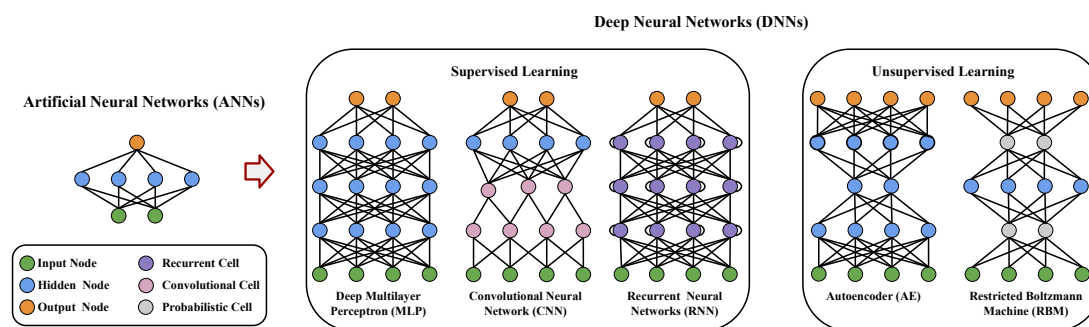 Deep Neural Networks (DNNs)
Supervised Learning
Unsupervised Learning
Artificial Neural Networks (ANNs)
Input Node
Hidden Node
Output Node
Recurrent Cell
Convolutional Cell
Probabilistic Cell
Deep Multilayer
Perceptron (MLP)
Convolutional Neural
Network (CNN)
Recurrent Neural
Networks (RNN)
Autoencoder (AE)
Restricted Boltzmann
Machine (RBM)